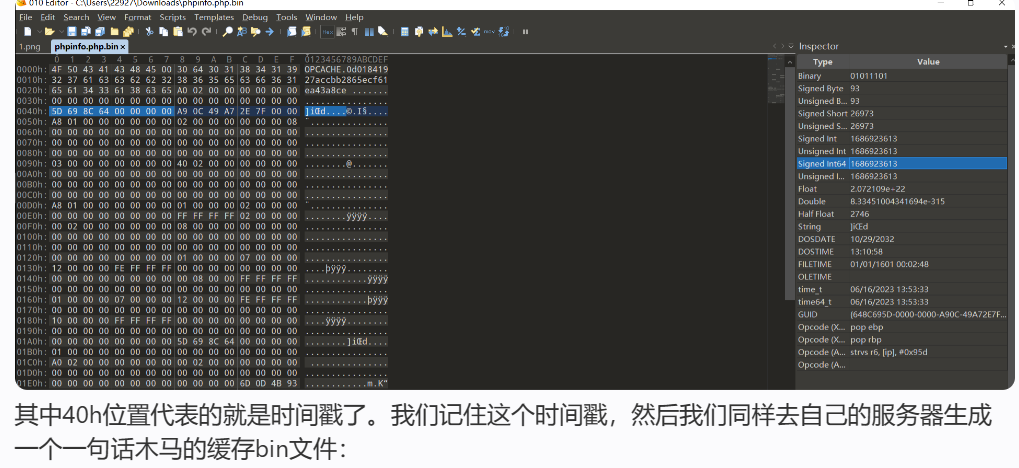 010 Editor - C:\Users\22927\Downloads\phpinfo.php.bin
File Edit Search View Format Scripts Templates Debug Tools Window Help
1.png phpinfo.php.bin ×
Inspector
0 1 2 3 4 5 6 7 8 9 A B C D E F 0123456789ABCDEF
0000h: 4F 50 43 41 43 48 45 00 30 64 30 31 38 34 31 39 OPCACHE.0d018419
0010h: 32 37 61 63 63 62 62 32 38 36 35 65 63 66 36 31 27accbb2865ecf61
0020h: 65 61 34 33 61 38 63 65 A0 02 00 00 00 00 00 00 ea43a8ce .......
0030h: 00 00 00 00 00 00 00 00 00 00 00 00 00 00 00 00 ................
0040h: 5D 69 8C 64 00 00 00 00 A9 0C 49 A7 2E 7F 00 00 ]iŒd....©.I§....
0050h: A8 01 00 00 00 00 00 00 02 00 00 00 00 00 00 08 ¨...............
0060h: 00 00 00 00 00 00 00 00 00 00 00 00 00 00 00 00 ................
0070h: 00 00 00 00 00 00 00 00 00 00 00 00 00 00 00 00 ................
0080h: 00 00 00 00 00 00 00 00 00 00 00 00 00 00 00 00 ................
0090h: 03 00 00 00 00 00 00 00 40 02 00 00 00 00 00 00 ........@.......
00A0h: 00 00 00 00 00 00 00 00 00 00 00 00 00 00 00 00 ................
00B0h: 00 00 00 00 00 00 00 00 00 00 00 00 00 00 00 00 ................
00C0h: 00 00 00 00 00 00 00 00 00 00 00 00 00 00 00 00 ................
00D0h: A8 01 00 00 00 00 00 00 01 00 00 00 02 00 00 00 ¨...............
00E0h: 00 00 00 00 00 00 00 00 FF FF FF FF 02 00 00 00 ........ÿÿÿÿ....
00F0h: 00 02 00 00 00 00 00 00 08 00 00 00 00 00 00 00 ................
0100h: 00 00 00 00 00 00 00 00 00 00 00 00 00 00 00 00 ................
0110h: 00 00 00 00 00 00 00 00 00 00 00 00 00 00 00 00 ................
0120h: 00 00 00 00 00 00 00 00 01 00 00 00 07 00 00 00 ................
0130h: 12 00 00 00 FE FF FF FF 00 00 00 00 00 00 00 00 ....þÿÿÿ........
0140h: 00 00 00 00 00 00 00 00 00 08 00 00 FF FF FF FF ............ÿÿÿÿ
0150h: 00 00 00 00 00 00 00 00 00 00 00 00 00 00 00 00 ................
0160h: 01 00 00 00 07 00 00 00 12 00 00 00 FE FF FF FF ............þÿÿÿ
0170h: 00 00 00 00 00 00 00 00 00 00 00 00 00 00 00 00 ................
0180h: 10 00 00 00 FF FF FF FF 00 00 00 00 00 00 00 00 ....ÿÿÿÿ........
0190h: 00 00 00 00 00 00 00 00 00 00 00 00 00 00 00 00 ................
01A0h: 00 00 00 00 00 00 00 00 5D 69 8C 64 00 00 00 00 ........]iŒd....
01B0h: 01 00 00 00 00 00 00 00 00 00 00 00 00 00 00 00 ................
01C0h: A0 02 00 00 00 00 00 00 00 02 00 00 00 00 00 00 ...............
01D0h: 00 00 00 00 00 00 00 00 00 00 00 00 00 00 00 00 ................
01E0h: 00 00 00 00 00 00 00 00 00 00 00 00 6D 0D 4B 93 ............m.K“
Type Value
Binary 01011101
Signed Byte 93
Unsigned B... 93
Signed Short 26973
Unsigned S... 26973
Signed Int 1686923613
Unsigned Int 1686923613
Signed Int64 1686923613
Unsigned I... 1686923613
Float 2.072109e+22
Double 8.33451004341694e-315
Half Float 2746
String ]iŒd
DOSDATE 10/29/2032
DOSTIME 13:10:58
FILETIME 01/01/1601 00:02:48
OLETIME
time_t 06/16/2023 13:53:33
time64_t 06/16/2023 13:53:33
GUID {648C695D-0000-0000-A90C-49A72E7F...
Opcode (X... pop ebp
Opcode (X... pop rbp
Opcode (A... strvs r6, [ip], #0x95d
Opcode (A...
其中40h位置代表的就是时间戳了。我们记住这个时间戳，然后我们同样去自己的服务器生成
一个一句话木马的缓存bin文件：